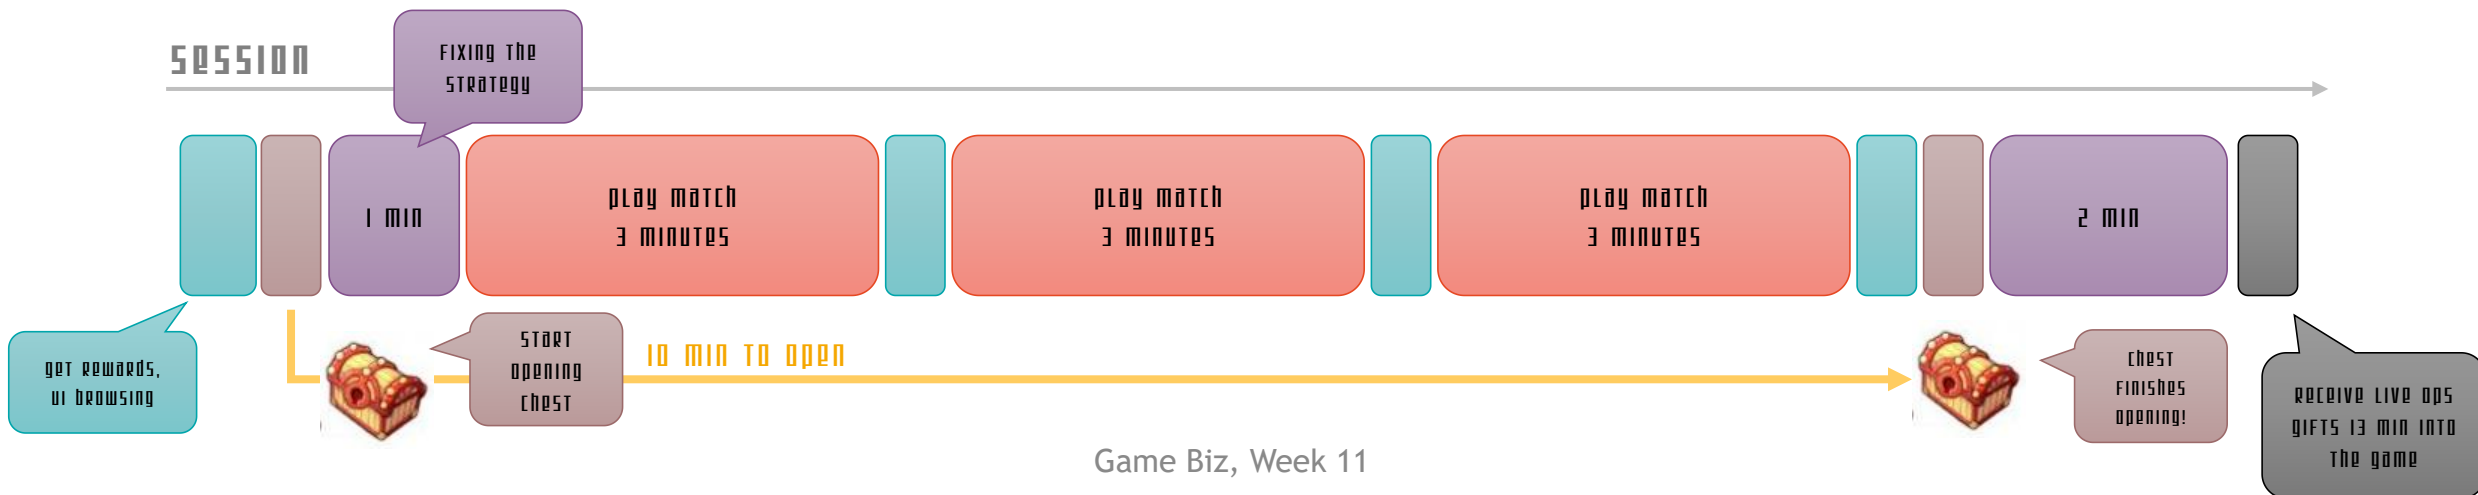 SESSION
FIXING THE
STRATEGY
1 MIN
PLAY MATCH
3 MINUTES
PLAY MATCH
3 MINUTES
PLAY MATCH
3 MINUTES
2 MIN
GET REWARDS,
UI BROWSING
START
OPENING
CHEST
10 MIN TO OPEN
CHEST
FINISHES
OPENING!
RECEIVE LIVE OPS
GIFTS 13 MIN INTO
THE GAME
Game Biz, Week 11